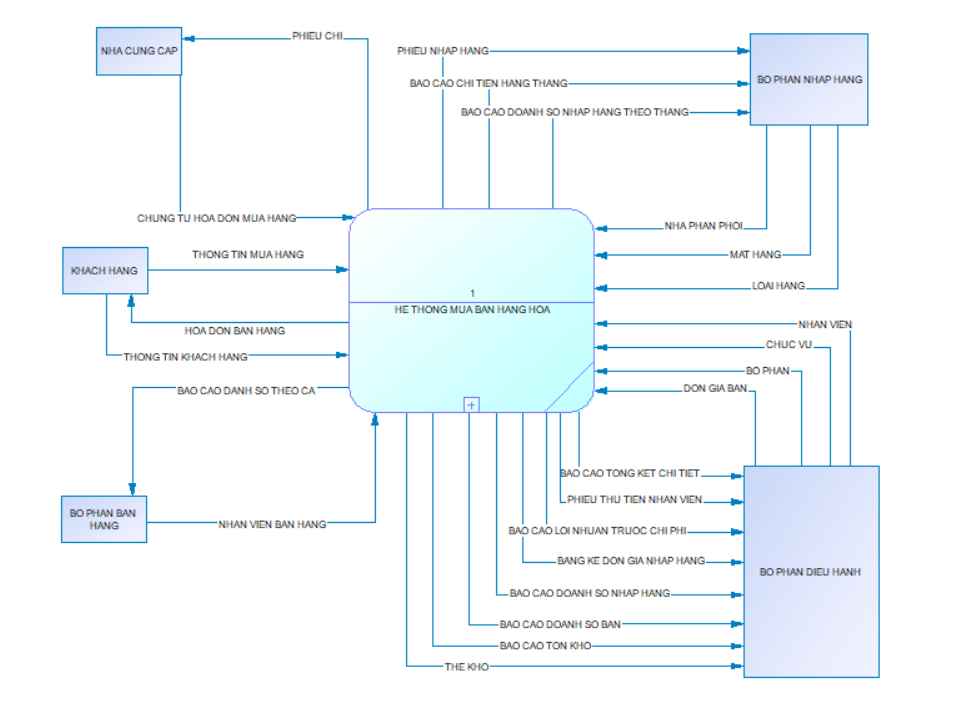 NHA CUNG CAP
PHIEU CHI
PHIEU NHAP HANG
BAO CAO CHI TIEN HANG THANG
BAO CAO DOANH SO NHAP HANG THEO THANG
BO PHAN NHAP HANG
CHUNG TU HOA DON MUA HANG
NHA PHAN PHOI
MAT HANG
LOAI HANG
KHACH HANG
THONG TIN MUA HANG
HOA DON BAN HANG
THONG TIN KHACH HANG
1
HE THONG MUA BAN HANG HOA
NHAN VIEN
CHUC VU
BO PHAN
DON GIA BAN
BAO CAO DANH SO THEO CA
BO PHAN BAN
HANG
NHAN VIEN BAN HANG
BAO CAO TONG KET CHI TIET
PHIEU THU TIEN NHAN VIEN
BAO CAO LOI NHUAN TRUOC CHI PHI
BANG KE DON GIA NHAP HANG
BAO CAO DOANH SO NHAP HANG
BAO CAO DOANH SO BAN
BAO CAO TON KHO
THE KHO
BO PHAN DIEU HANH